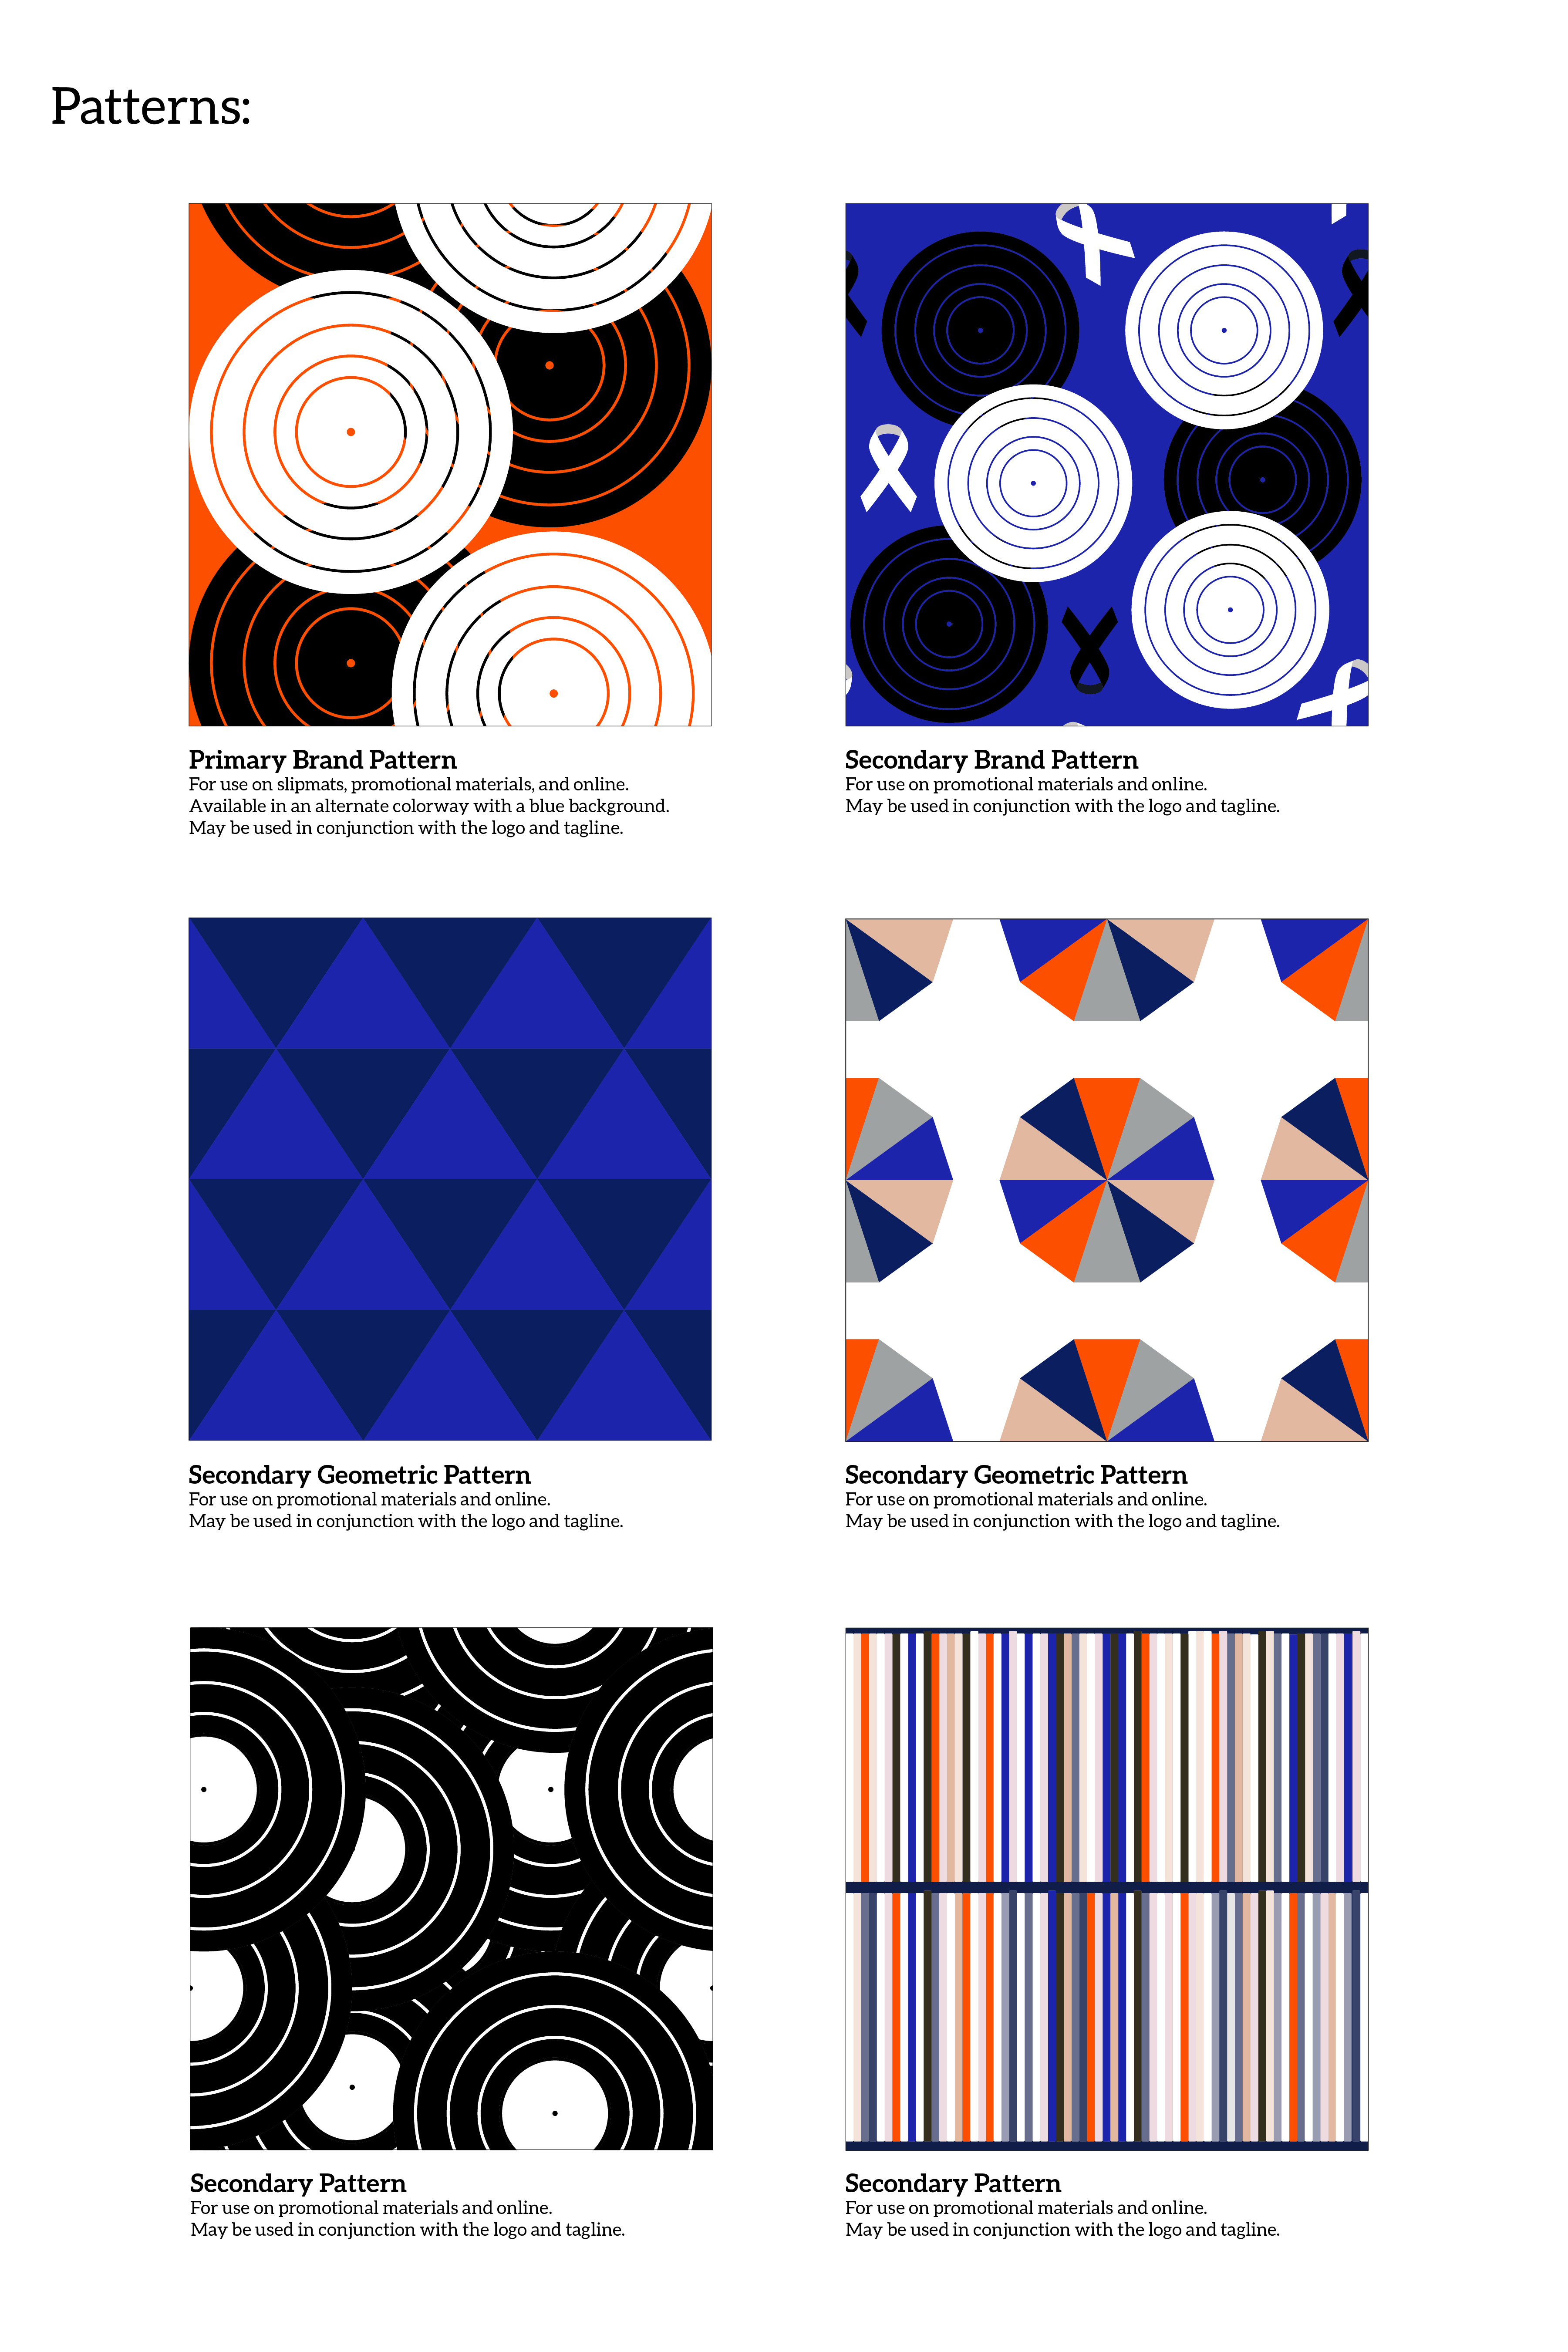 Patterns:
Primary Brand Pattern
For use on slipmats, promotional materials, and online.
Available in an alternate colorway with a blue background.
May be used in conjunction with the logo and tagline.
Secondary Brand Pattern
For use on promotional materials and online.
May be used in conjunction with the logo and tagline.
Secondary Geometric Pattern
For use on promotional materials and online.
May be used in conjunction with the logo and tagline.
Secondary Geometric Pattern
For use on promotional materials and online.
May be used in conjunction with the logo and tagline.
Secondary Pattern
For use on promotional materials and online.
May be used in conjunction with the logo and tagline.
Secondary Pattern
For use on promotional materials and online.
May be used in conjunction with the logo and tagline.